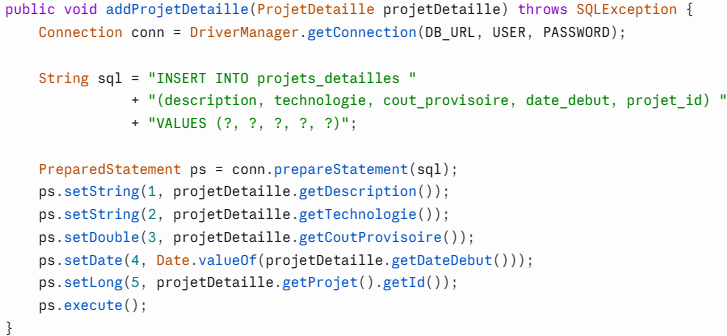 public void addProjetDetaille(ProjetDetaille projetDetaille) throws SQLException {
    Connection conn = DriverManager.getConnection(DB_URL, USER, PASSWORD);

    String sql = "INSERT INTO projets_detailles "
               + "(description, technologie, cout_provisoire, date_debut, projet_id) "
               + "VALUES (?, ?, ?, ?, ?)";

    PreparedStatement ps = conn.prepareStatement(sql);
    ps.setString(1, projetDetaille.getDescription());
    ps.setString(2, projetDetaille.getTechnologie());
    ps.setDouble(3, projetDetaille.getCoutProvisoire());
    ps.setDate(4, Date.valueOf(projetDetaille.getDateDebut()));
    ps.setLong(5, projetDetaille.getProjet().getId());
    ps.execute();
}